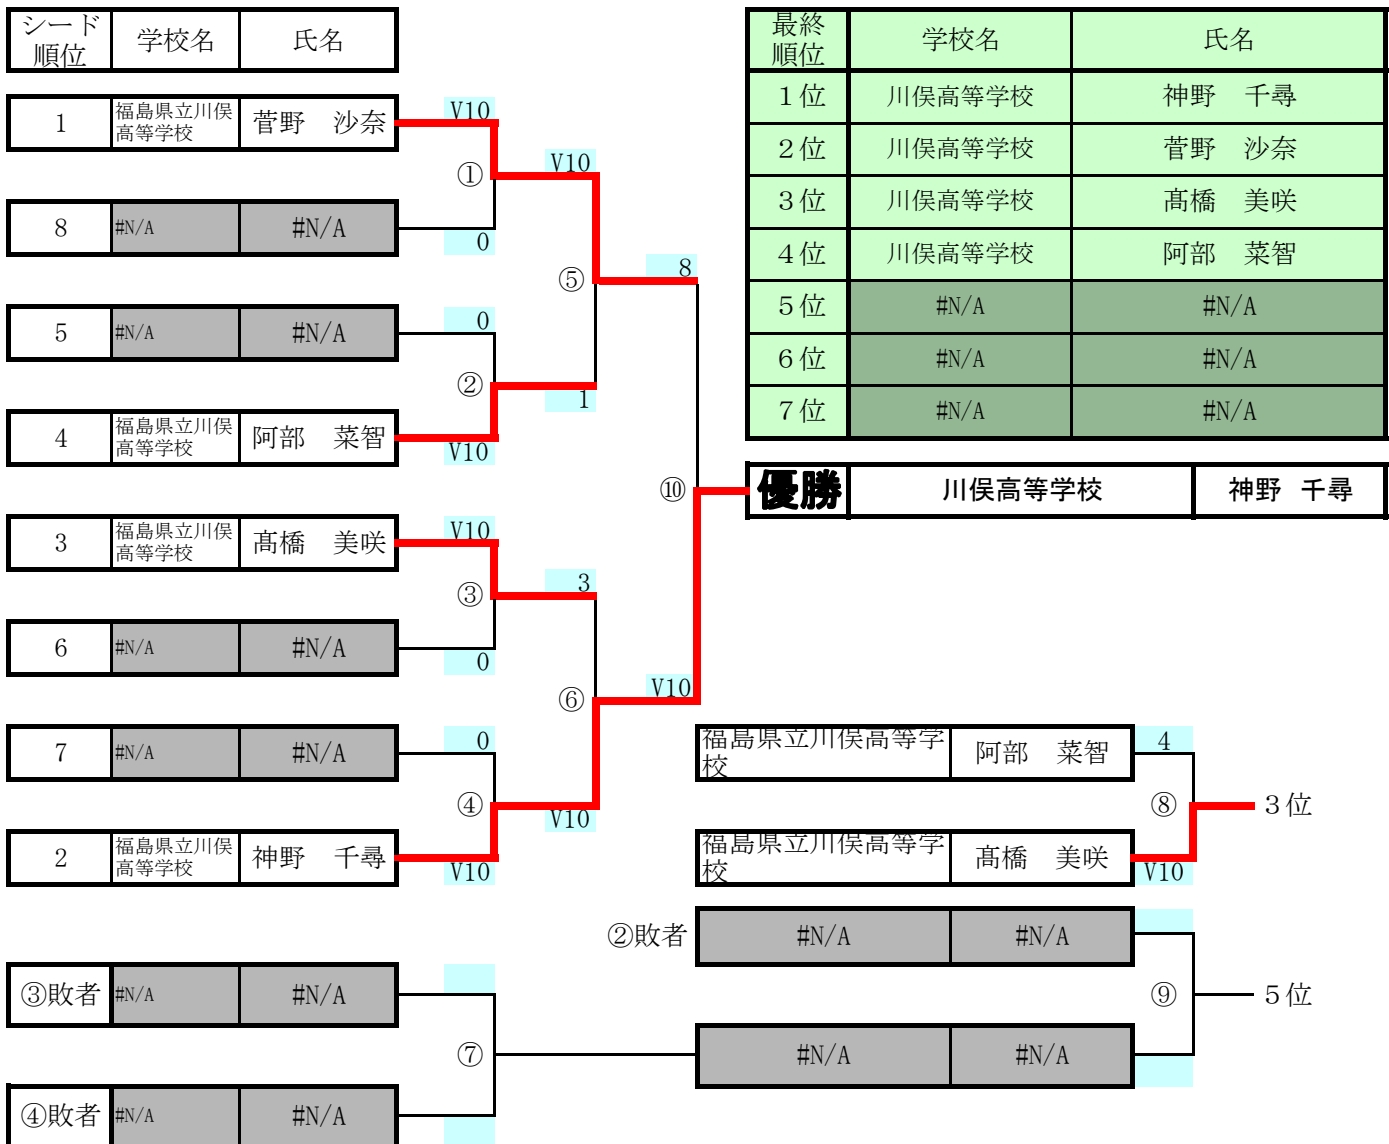 シード
順位
学校名
氏名
1
福島県立川俣
高等学校
菅野　沙奈
V10
①
V10
8
#N/A
#N/A
0
⑤
8
5
#N/A
#N/A
0
②
1
4
福島県立川俣
高等学校
阿部　菜智
V10
⑩
3
福島県立川俣
高等学校
髙橋　美咲
V10
③
3
6
#N/A
#N/A
0
⑥
V10
7
#N/A
#N/A
0
④
V10
2
福島県立川俣
高等学校
神野　千尋
V10
③敗者
#N/A
#N/A
⑦
④敗者
#N/A
#N/A
最終
順位
学校名
氏名
１位
川俣高等学校
神野　千尋
２位
川俣高等学校
菅野　沙奈
３位
川俣高等学校
髙橋　美咲
４位
川俣高等学校
阿部　菜智
５位
#N/A
#N/A
６位
#N/A
#N/A
７位
#N/A
#N/A
優勝
川俣高等学校
神野　千尋
福島県立川俣高等学
校
阿部　菜智
4
⑧
３位
福島県立川俣高等学
校
髙橋　美咲
V10
②敗者
#N/A
#N/A
⑨
５位
#N/A
#N/A